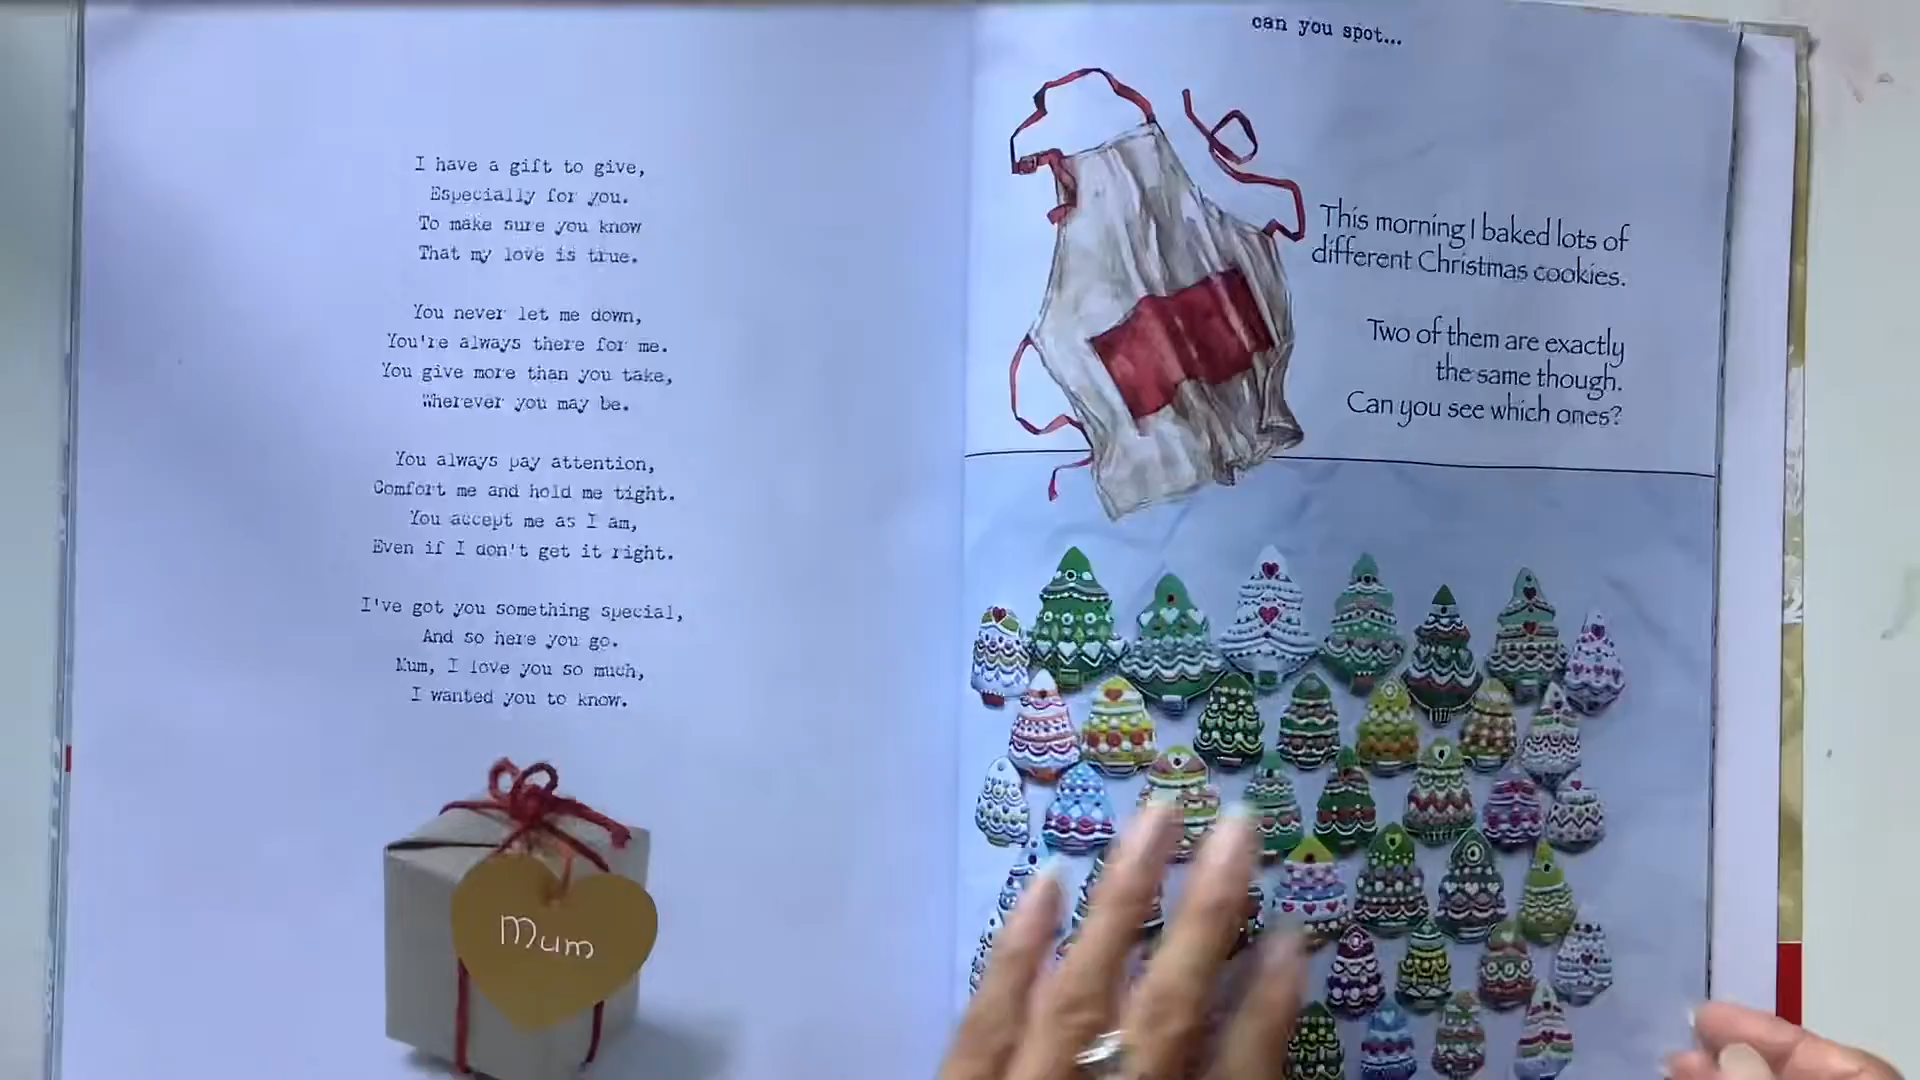 I have a gift to give,
Especially for you.
To make sure you know
That my love is true.
You never let me down,
You're always there for me.
You give more than you take,
Wherever you may be.
You always pay attention,
Comfort me and hold me tight.
You accept me as I am,
Even if I don't get it right.
I've got you something special,
And so here you go.
Mum, I love you so much,
I wanted you to know.
Mum
can you spot...
This morning I baked lots of
different Christmas cookies.
Two of them are exactly
the same though.
Can you see which ones?